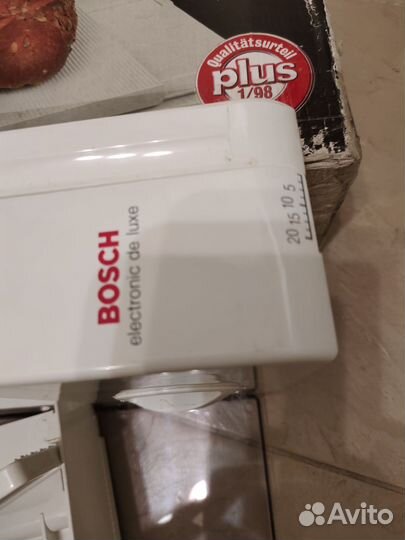 Qualitätsurteil
plus
1/98
20 15 10 5
BOSCH
electronic de luxe
Avito